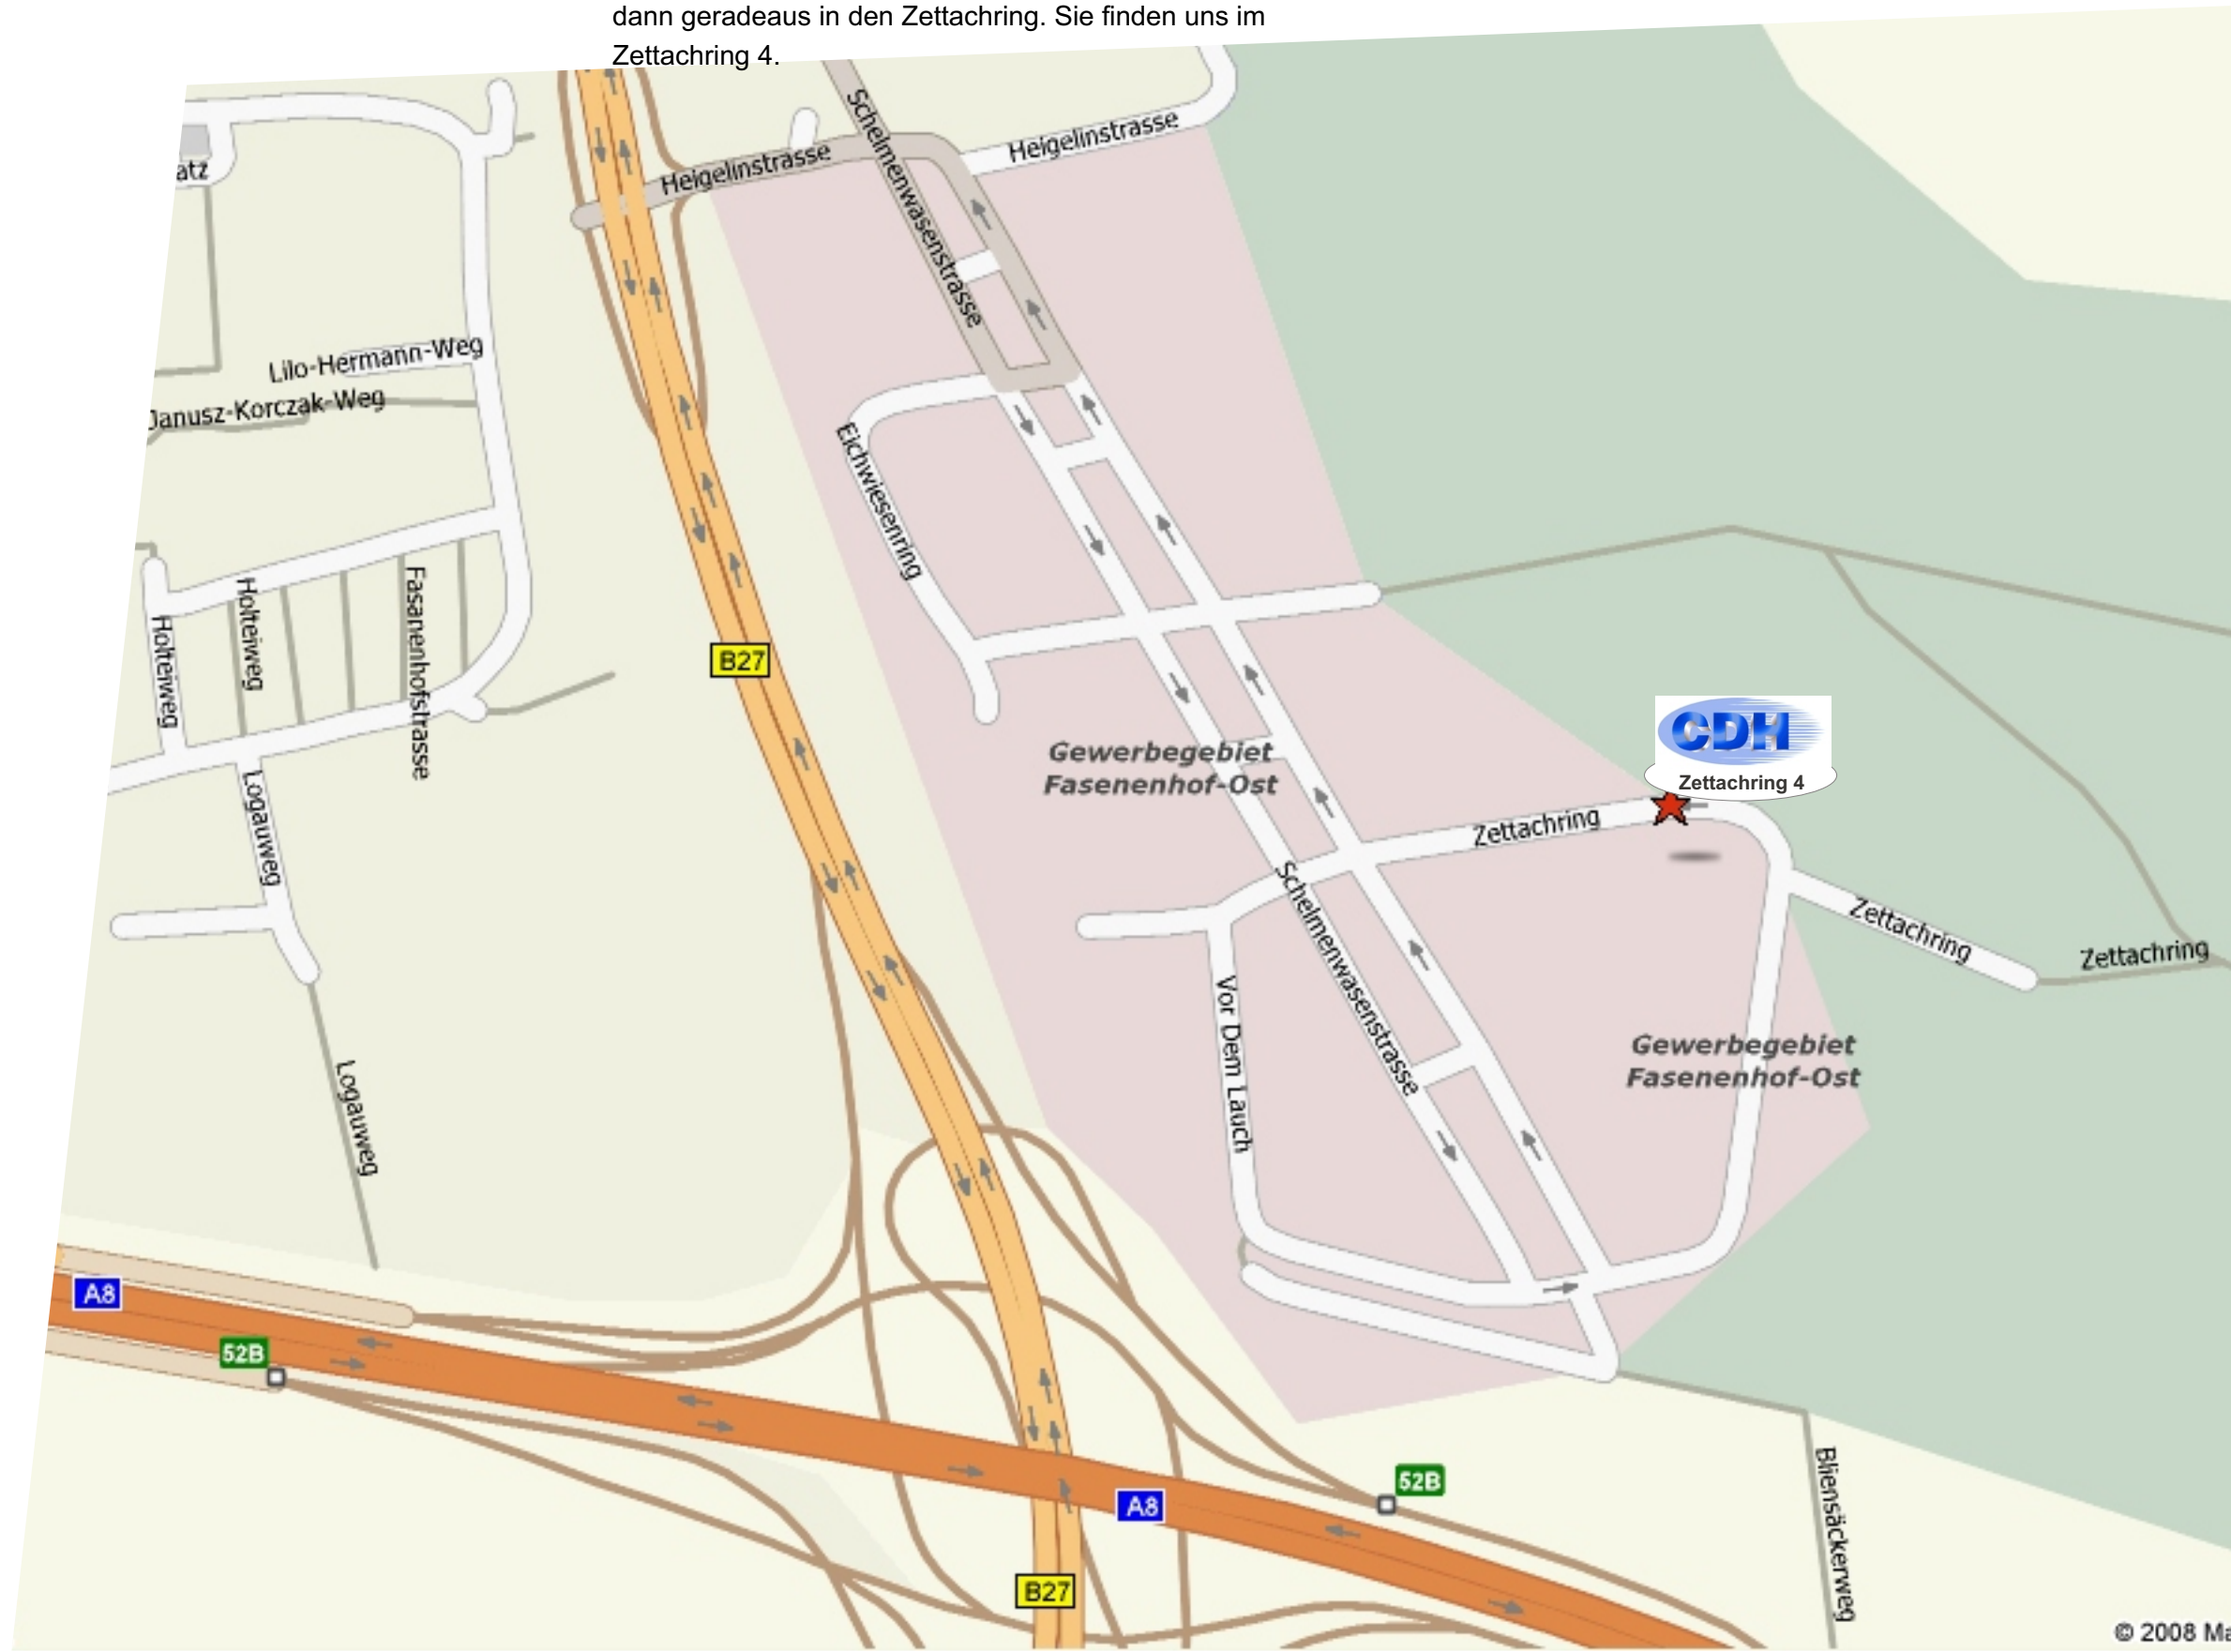 dann geradeaus in den Zettachring. Sie finden uns im
Zettachring 4.
Schelmenwasenstrasse
Heigelinstrasse
Heigelinstrasse
atz
Lilo-Hermann-Weg
Janusz-Korczak-Weg
Eichwiesenring
Holteiweg
Holteiweg
Fasanenhofstrasse
B27
CDH
Zettachring 4
Gewerbegebiet
Fasenenhof-Ost
Zettachring
Logauweg
Schelmenwasenstrasse
Zettachring
Zettachring
Vor Dem Lauch
Gewerbegebiet
Fasenenhof-Ost
Logauweg
A8
52B
52B
A8
Bliensäckerweg
B27
© 2008 Ma